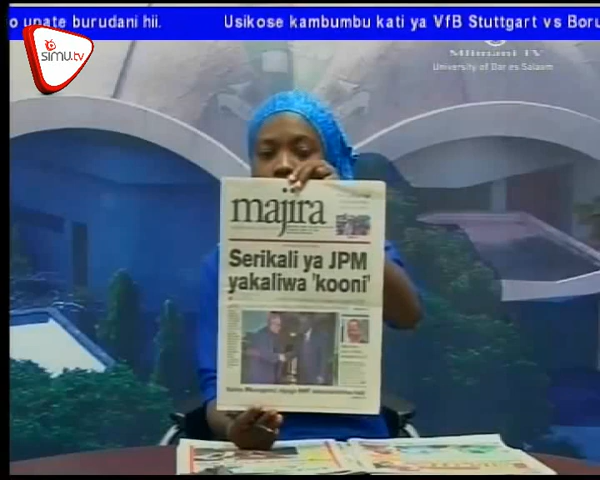 o upate burudani hii. Usikose kambumbu kati ya VfB Stuttgart vs Boru
SIMU.tv
Mlimani TV
University of Dar es Salaam
majira
Serikali ya JPM
yakaliwa 'kooni'